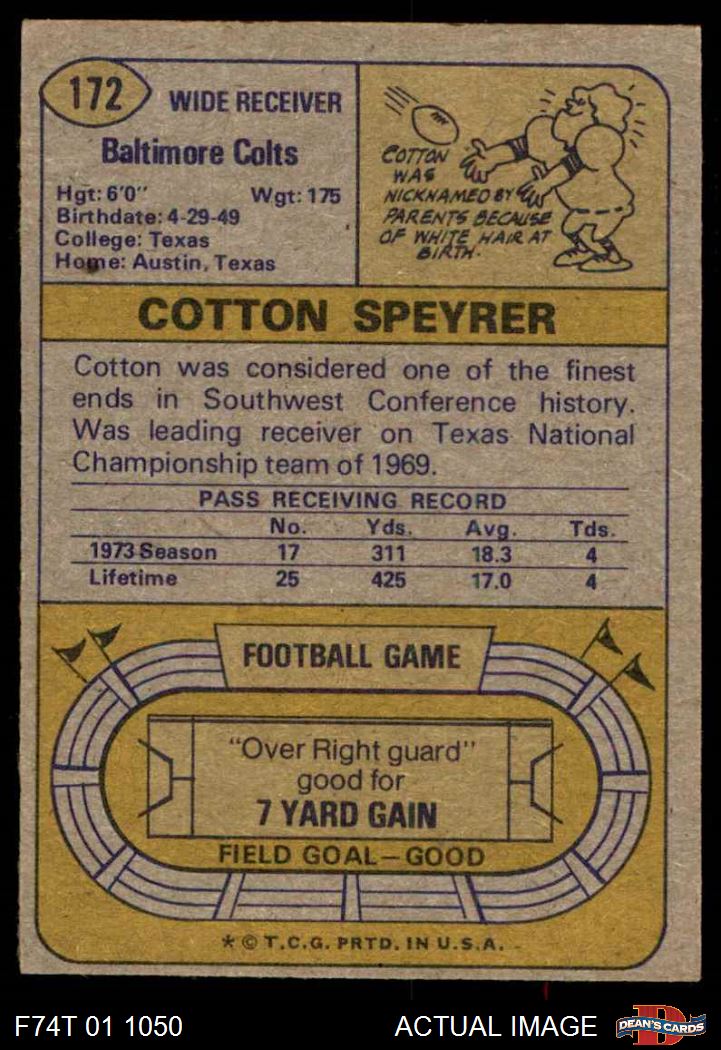 172
WIDE RECEIVER
Baltimore Colts
Hgt: 6'0" Wgt: 175
Birthdate: 4-29-49
College: Texas
Home: Austin, Texas
COTTON
WAS
NICKNAMED BY
PARENTS BECAUSE
OF WHITE HAIR AT
BIRTH.
COTTON SPEYRER
Cotton was considered one of the finest
ends in Southwest Conference history.
Was leading receiver on Texas National
Championship team of 1969.
PASS RECEIVING RECORD
No. Yds. Avg. Tds.
1973 Season 17 311 18.3 4
Lifetime 25 425 17.0 4
FOOTBALL GAME
"Over Right guard"
good for
7 YARD GAIN
FIELD GOAL—GOOD
* © T.C.G. PRTD. IN U.S.A.
F74T 01 1050 ACTUAL IMAGE D DEAN'S CARDS